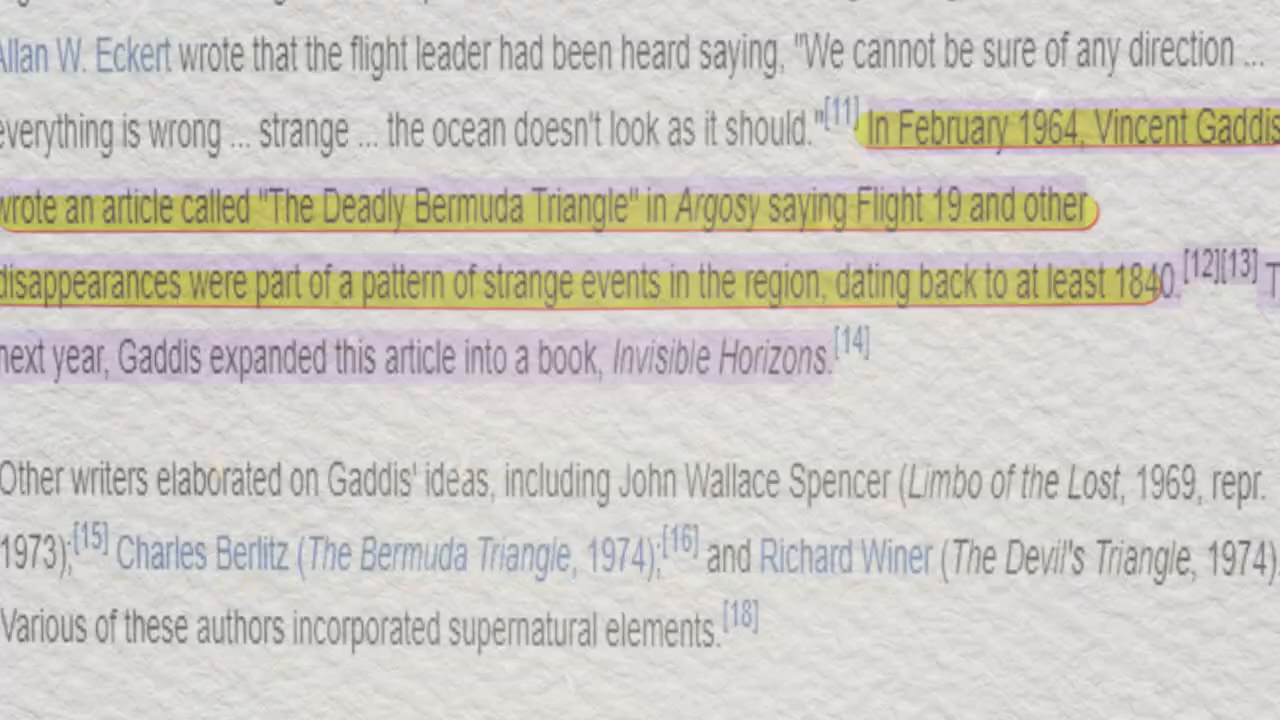 Allan W. Eckert wrote that the flight leader had been heard saying, "We cannot be sure of any direction ...
everything is wrong ... strange ... the ocean doesn't look as it should."[11] In February 1964, Vincent Gaddis
wrote an article called "The Deadly Bermuda Triangle" in Argosy saying Flight 19 and other
disappearances were part of a pattern of strange events in the region, dating back to at least 1840.[12][13] T
next year, Gaddis expanded this article into a book, Invisible Horizons.[14]
Other writers elaborated on Gaddis' ideas, including John Wallace Spencer (Limbo of the Lost, 1969, repr.
1973);[15] Charles Berlitz (The Bermuda Triangle, 1974);[16] and Richard Winer (The Devil's Triangle, 1974)
Various of these authors incorporated supernatural elements.[18]